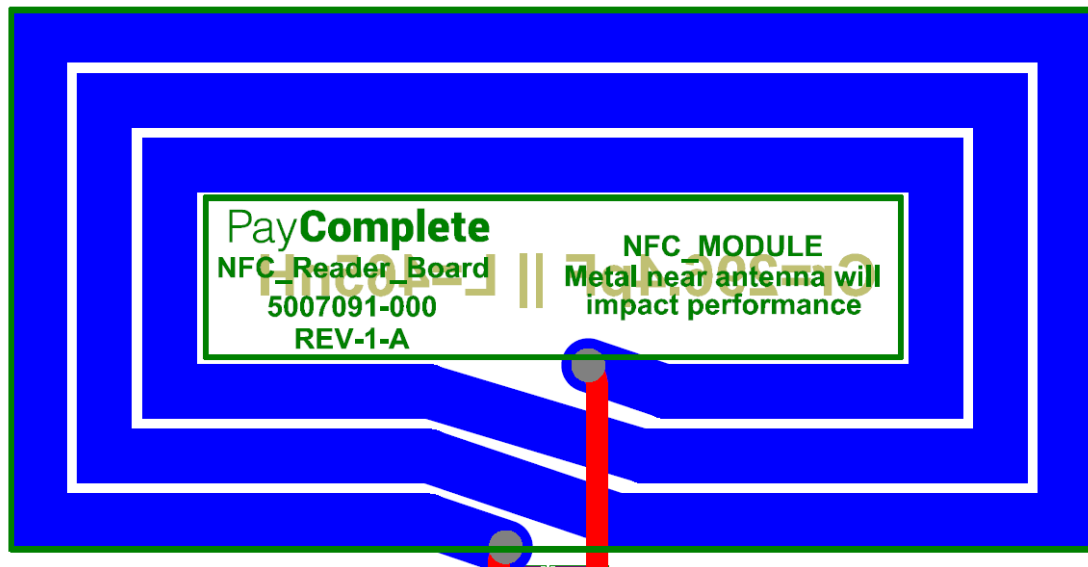 PayComplete
NFC_Reader_Board
5007091-000
REV-1-A
NFC_MODULE
Metal near antenna will
impact performance